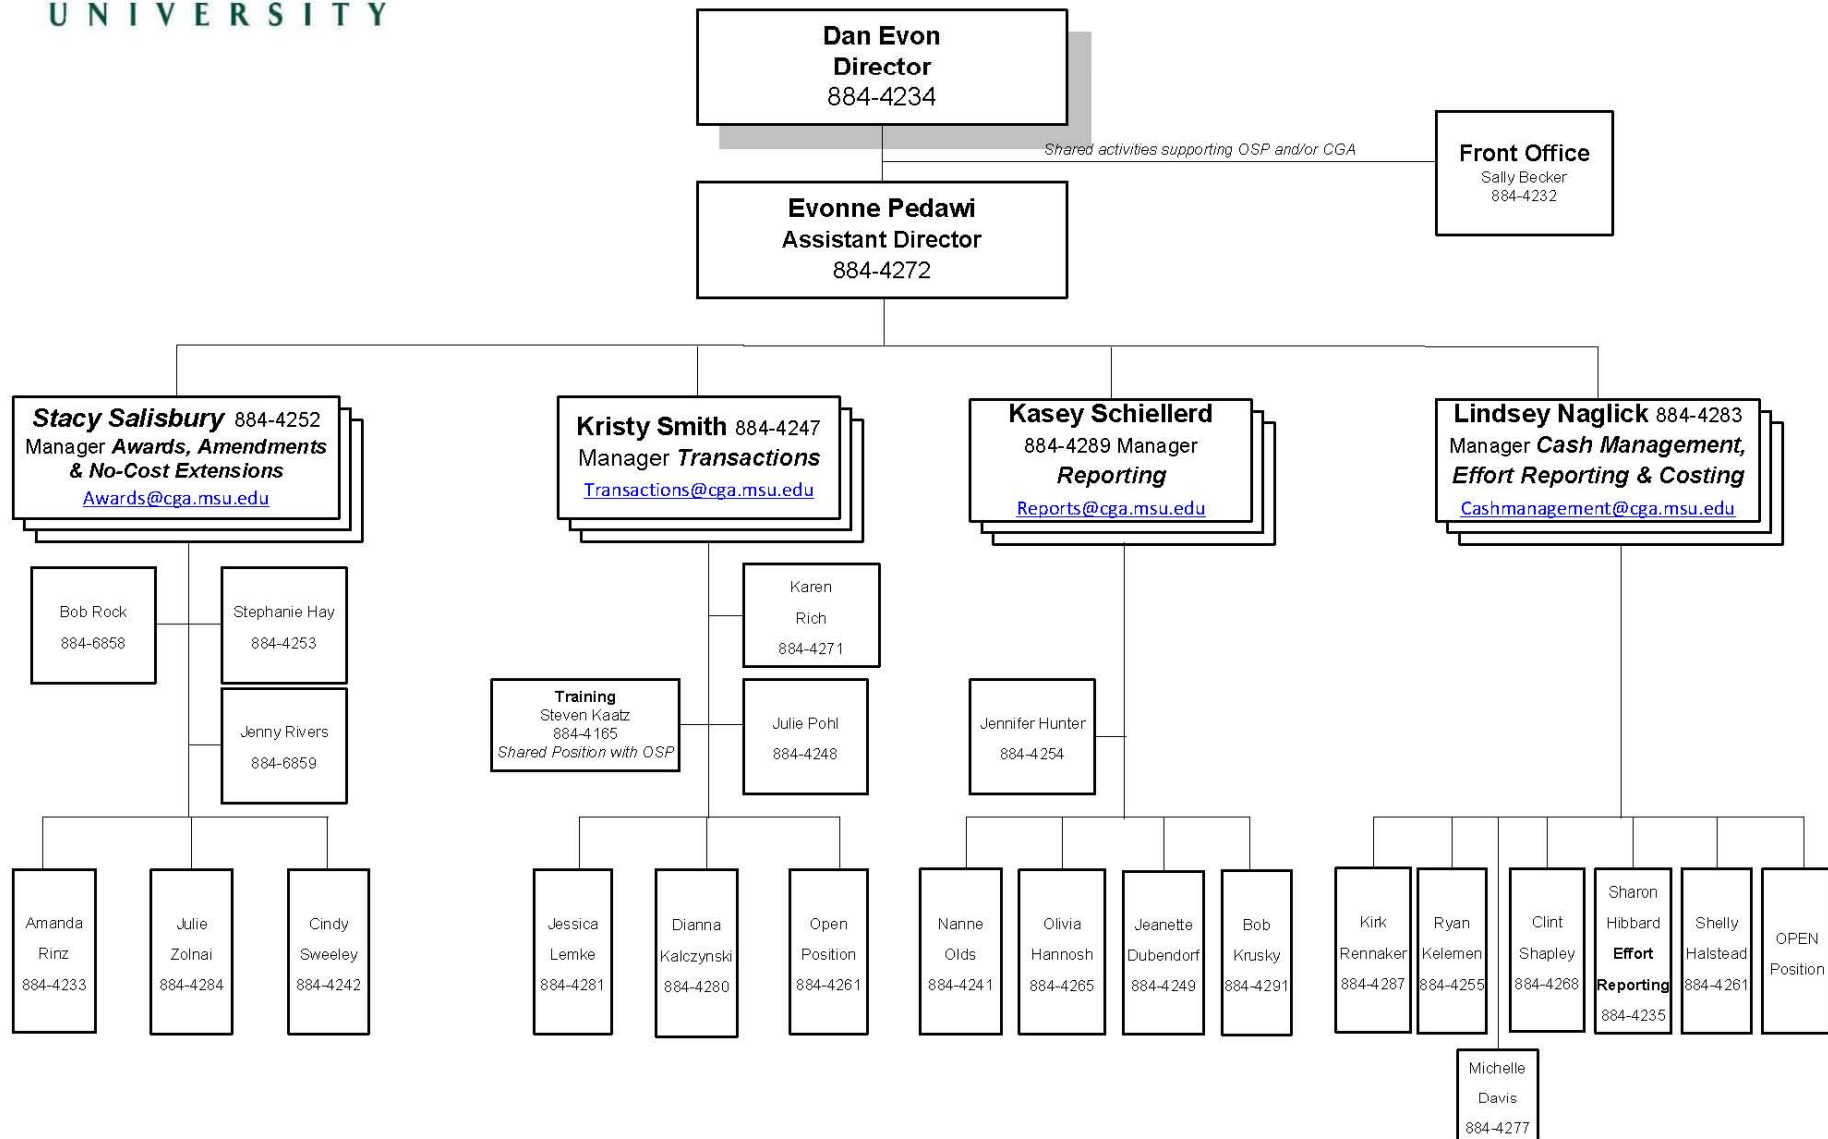 UNIVERSITY
Dan Evon
Director
884-4234
Shared activities supporting OSP and/or CGA
Front Office
Sally Becker
884-4232
Evonne Pedawi
Assistant Director
884-4272
Stacy Salisbury 884-4252
Manager Awards, Amendments
& No-Cost Extensions
Awards@cga.msu.edu
Kristy Smith 884-4247
Manager Transactions
Transactions@cga.msu.edu
Kasey Schiellerd
884-4289 Manager
Reporting
Reports@cga.msu.edu
Lindsey Naglick 884-4283
Manager Cash Management,
Effort Reporting & Costing
Cashmanagement@cga.msu.edu
Bob Rock
884-6858
Stephanie Hay
884-4253
Jenny Rivers
884-6859
Karen
Rich
884-4271
Training
Steven Kaatz
884-4165
Shared Position with OSP
Julie Pohl
884-4248
Jennifer Hunter
884-4254
Amanda
Rinz
884-4233
Julie
Zolnai
884-4284
Cindy
Sweeley
884-4242
Jessica
Lemke
884-4281
Dianna
Kalczynski
884-4280
Open
Position
884-4261
Nanne
Olds
884-4241
Olivia
Hannosh
884-4265
Jeanette
Dubendorf
884-4249
Bob
Krusky
884-4291
Kirk
Rennaker
884-4287
Ryan
Kelemen
884-4255
Clint
Shapley
884-4268
Sharon
Hibbard
Effort
Reporting
884-4235
Shelly
Halstead
884-4261
OPEN
Position
Michelle
Davis
884-4277